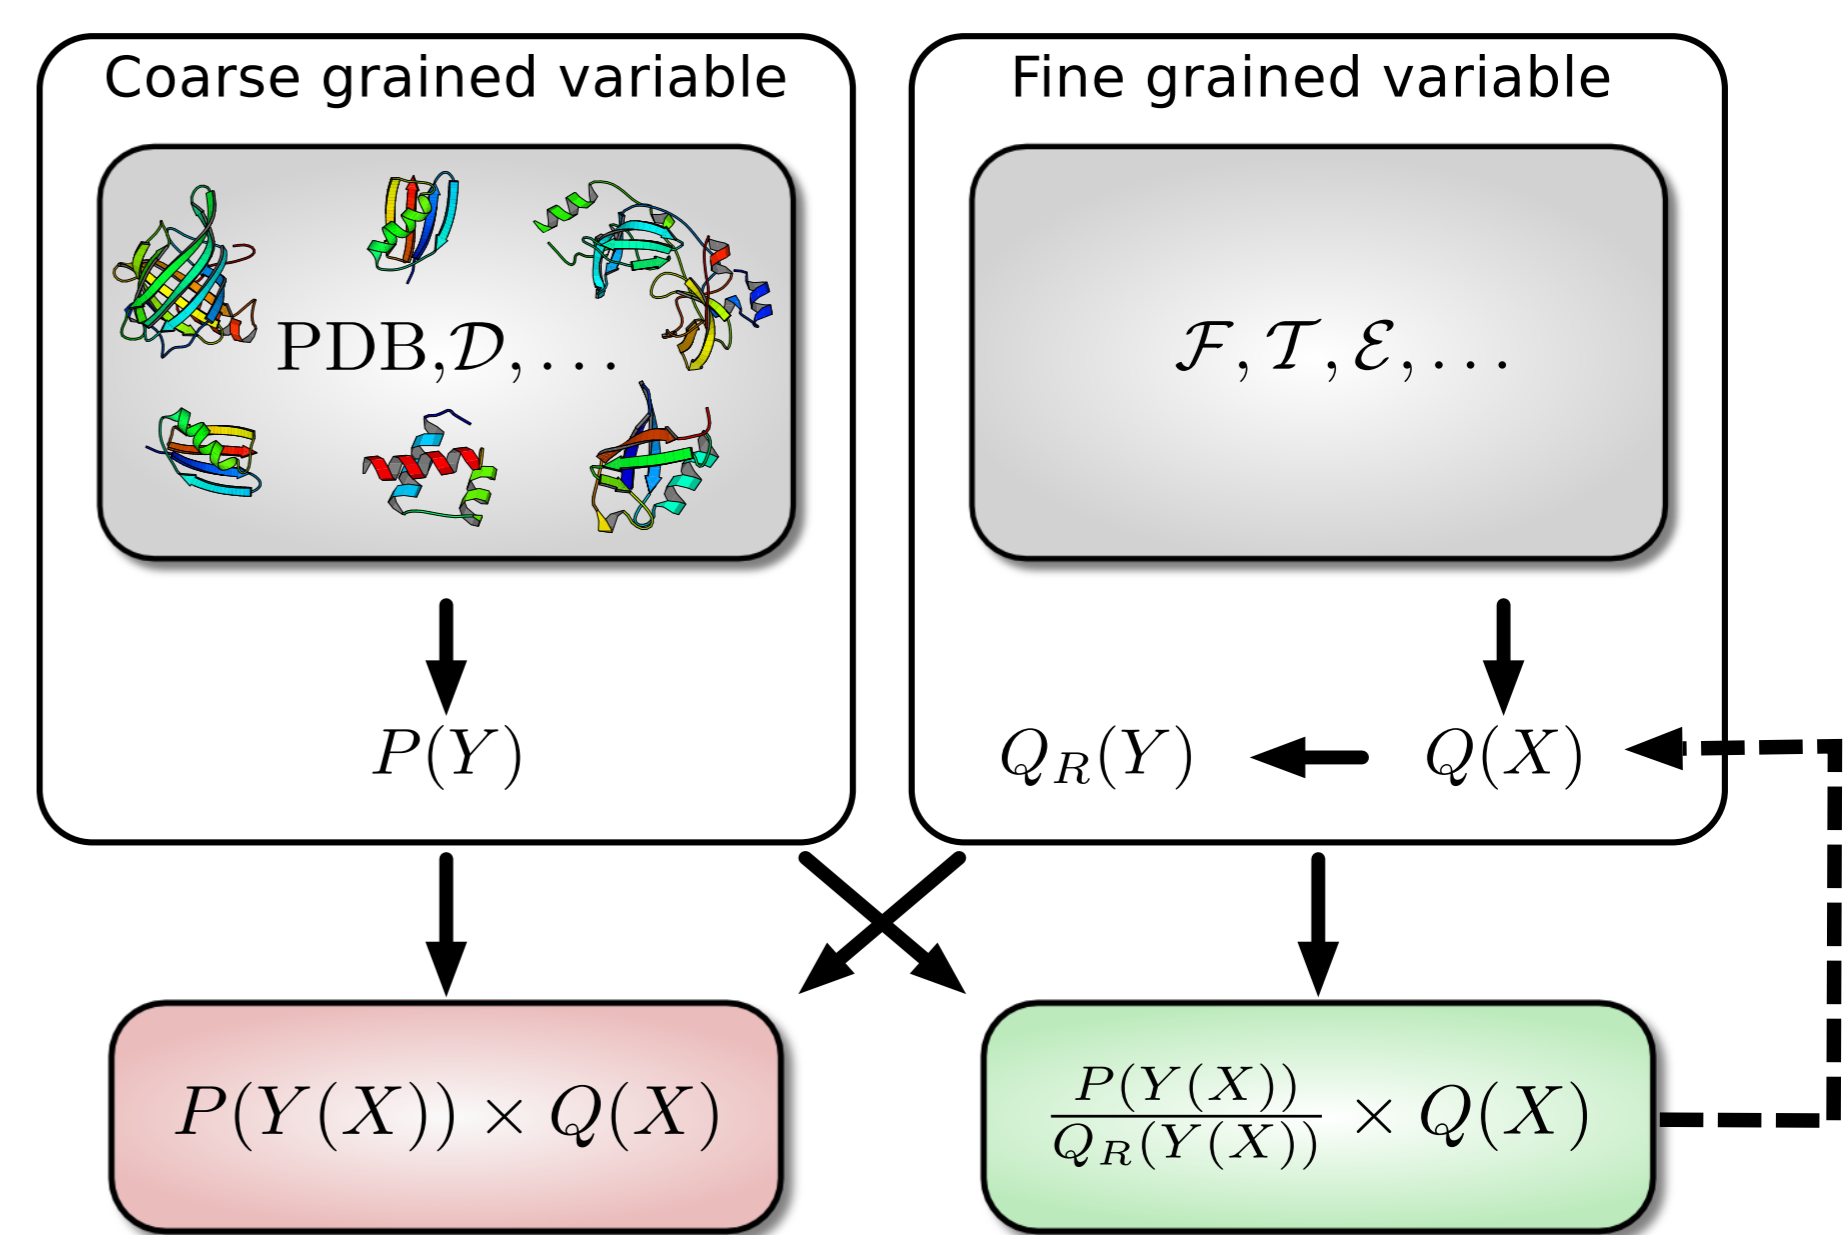 Coarse grained variable
PDB,𝒟,...
P(Y)
Fine grained variable
ℱ,𝒯,ℰ,...
Q_R(Y)
Q(X)
P(Y(X)) × Q(X)
P(Y(X))/Q_R(Y(X)) × Q(X)